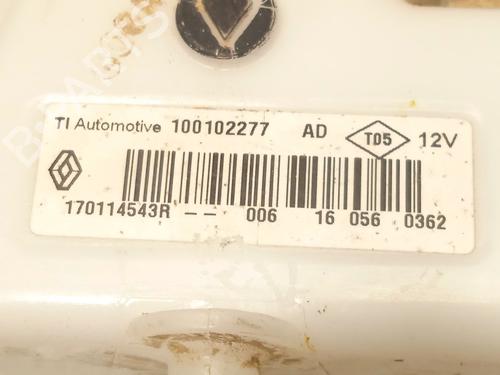 TI Automotive 100102277 AD T05 12V
170114543R -- 006 16 056 0362